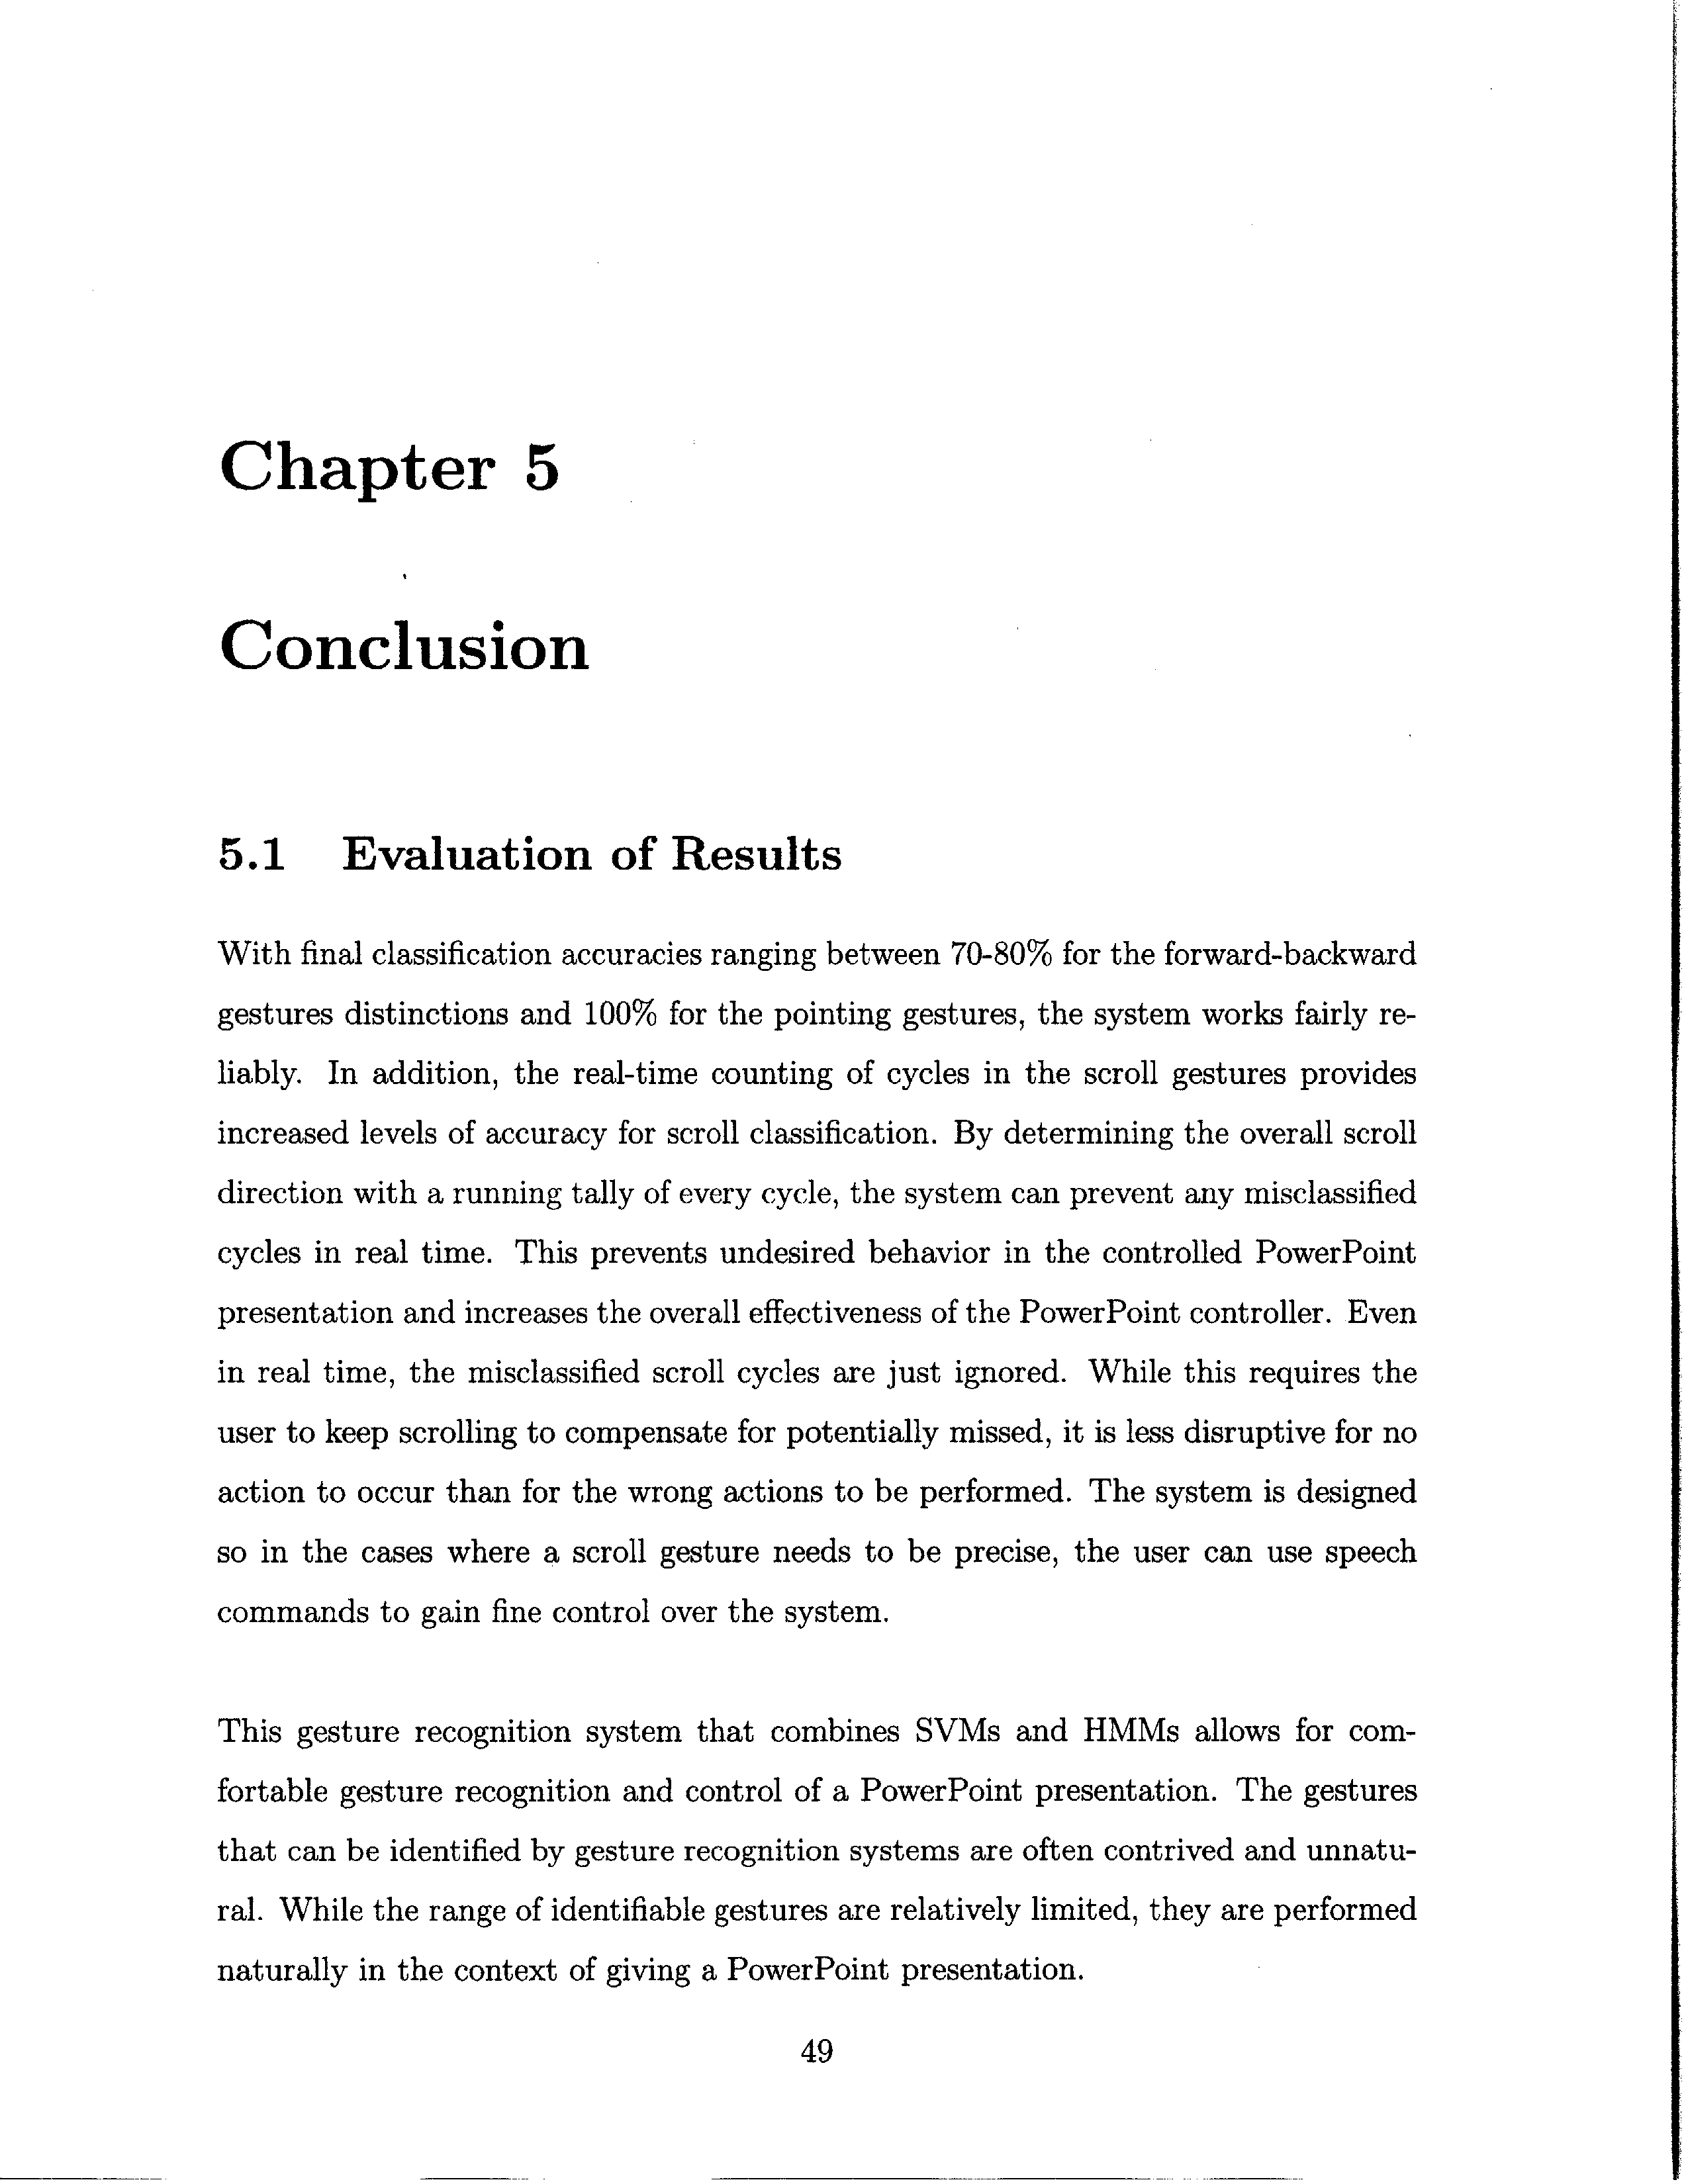 Chapter 5
Conclusion
5.1 Evaluation of Results
With final classification accuracies ranging between 70-80% for the forward-backward
gestures distinctions and 100% for the pointing gestures, the system works fairly re-
liably. In addition, the real-time counting of cycles in the scroll gestures provides
increased levels of accuracy for scroll classification. By determining the overall scroll
direction with a running tally of every cycle, the system can prevent any misclassified
cycles in real time. This prevents undesired behavior in the controlled PowerPoint
presentation and increases the overall effectiveness of the PowerPoint controller. Even
in real time, the misclassified scroll cycles are just ignored. While this requires the
user to keep scrolling to compensate for potentially missed, it is less disruptive for no
action to occur than for the wrong actions to be performed. The system is designed
so in the cases where a scroll gesture needs to be precise, the user can use speech
commands to gain fine control over the system.
This gesture recognition system that combines SVMs and HMMs allows for com-
fortable gesture recognition and control of a PowerPoint presentation. The gestures
that can be identified by gesture recognition systems are often contrived and unnatu-
ral. While the range of identifiable gestures are relatively limited, they are performed
naturally in the context of giving a PowerPoint presentation.
49